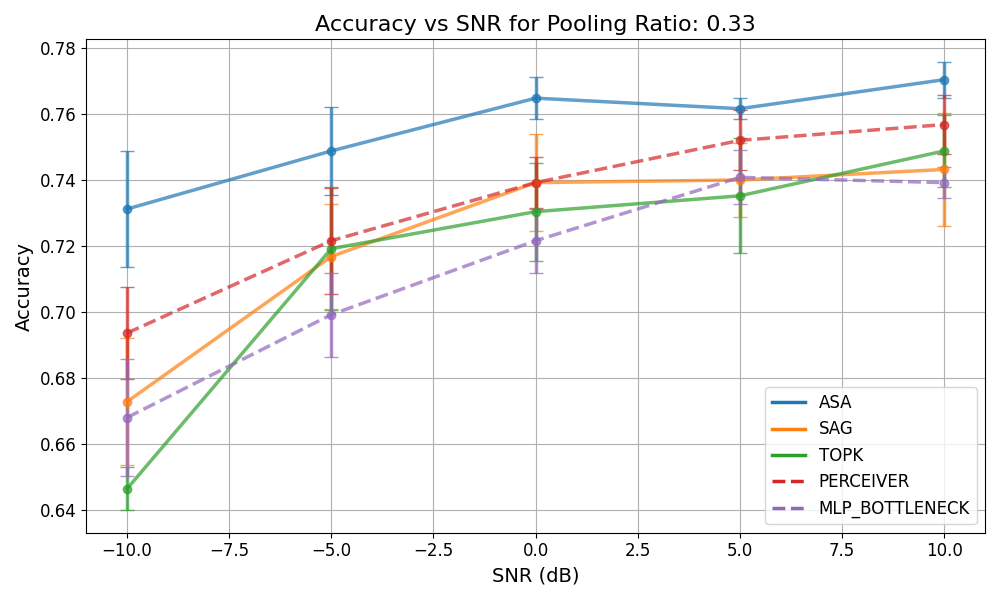 Accuracy vs SNR for Pooling Ratio: 0.33
Accuracy
0.78
0.76
0.74
0.72
0.70
0.68
0.66
0.64
ASA
SAG
TOPK
PERCEIVER
MLP_BOTTLENECK
−10.0 −7.5 −5.0 −2.5 0.0 2.5 5.0 7.5 10.0
SNR (dB)